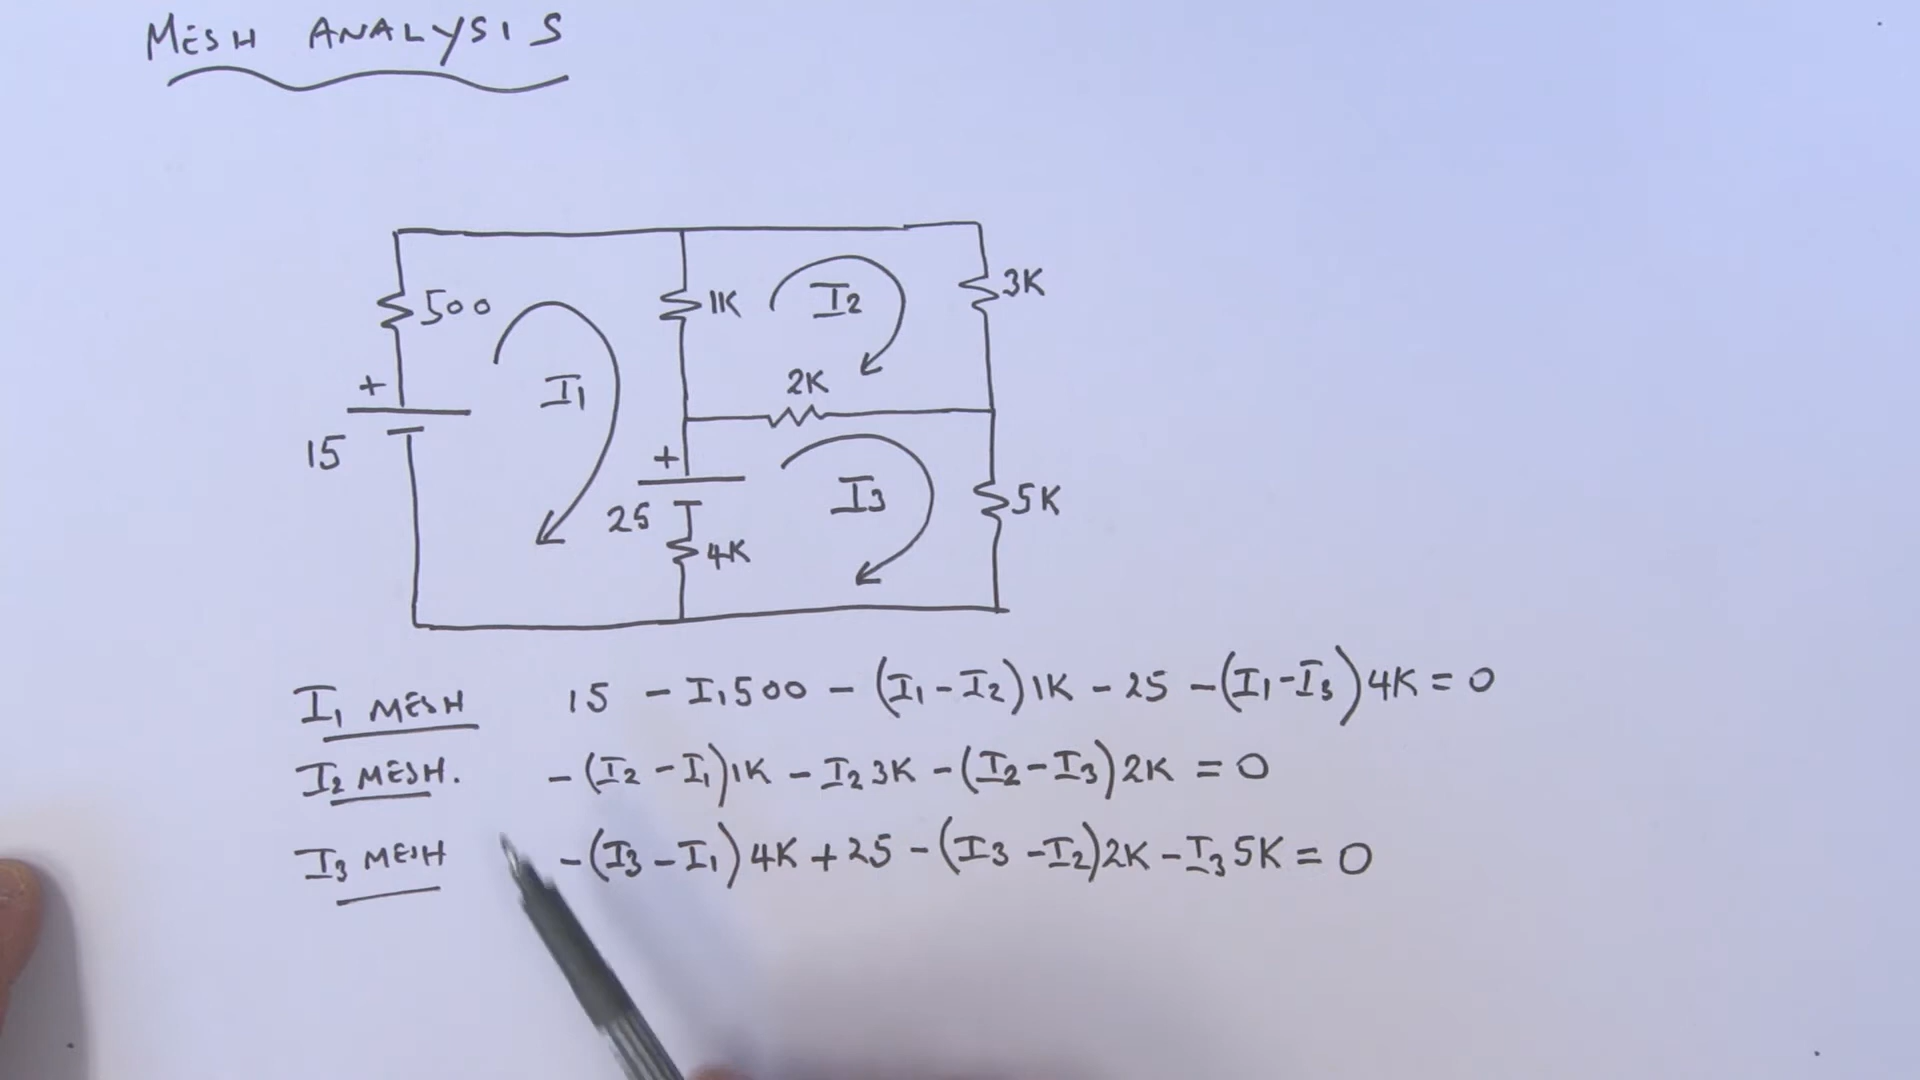 MESH ANALYSIS
500
1K
I2
3K
+
I1
2K
15
+
I3
5K
25
4K
I1 MESH 15 - I1500 - (I1 - I2)1K - 25 - (I1 - I3)4K = 0
I2 MESH. - (I2 - I1)1K - I2 3K - (I2 - I3)2K = 0
I3 MESH - (I3 - I1)4K + 25 - (I3 - I2)2K - I3 5K = 0